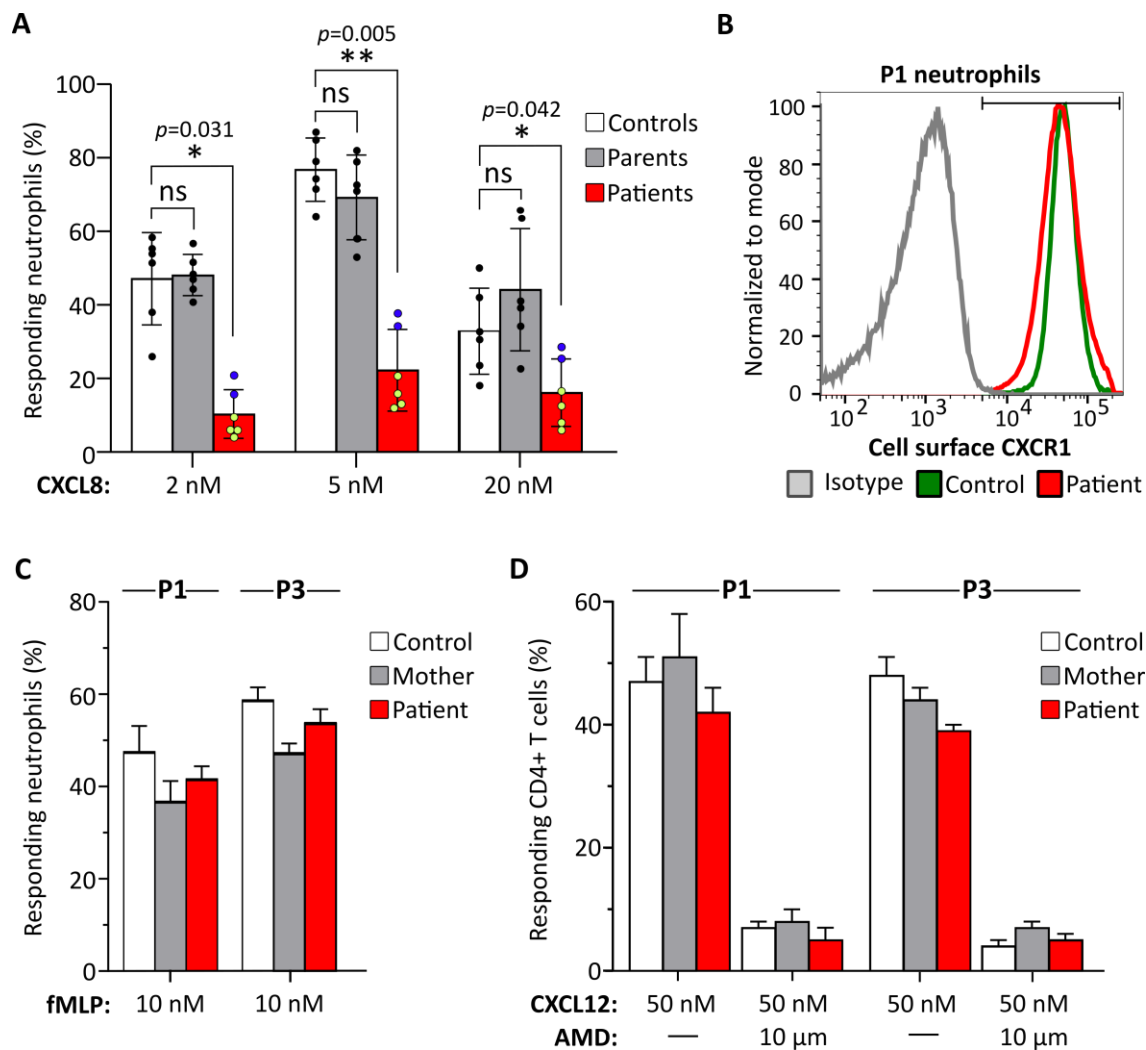 A
p=0.005
**
ns
p=0.031
*
ns
p=0.042
*
ns
Controls
Parents
Patients
Responding neutrophils (%)
100
80
60
40
20
0
CXCL8: 2 nM 5 nM 20 nM
B
P1 neutrophils
Normalized to mode
100
80
60
40
20
0
10² 10³ 10⁴ 10⁵
Cell surface CXCR1
Isotype Control Patient
C
P1 P3
Responding neutrophils (%)
80
60
40
20
0
Control
Mother
Patient
fMLP: 10 nM 10 nM
D
P1 P3
Responding CD4+ T cells (%)
60
40
20
0
Control
Mother
Patient
CXCL12: 50 nM 50 nM 50 nM 50 nM
AMD: — 10 µm — 10 µm